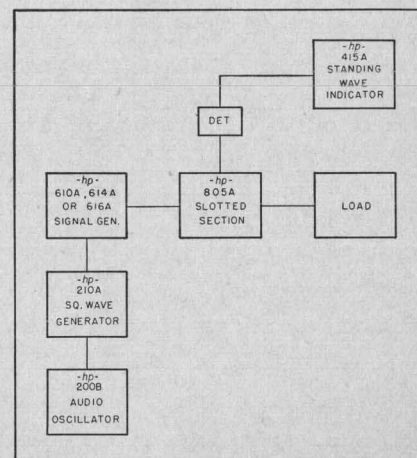 -hp-
415A
STANDING
WAVE
INDICATOR
DET
-hp-
610A, 614A
OR 616A
SIGNAL GEN.
-hp-
805A
SLOTTED
SECTION
LOAD
-hp-
210A
SQ. WAVE
GENERATOR
-hp-
200B
AUDIO
OSCILLATOR